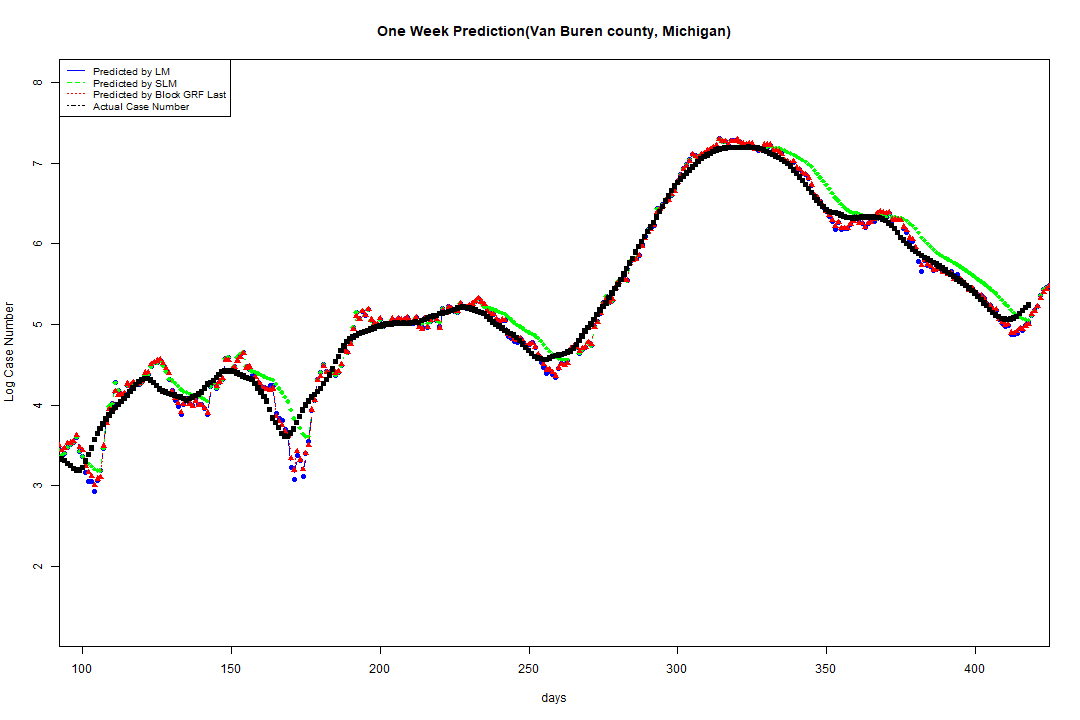 One Week Prediction(Van Buren county, Michigan)
Predicted by LM
Predicted by SLM
Predicted by Block GRF Last
Actual Case Number
Log Case Number
8
7
6
5
4
3
2
100 150 200 250 300 350 400
days